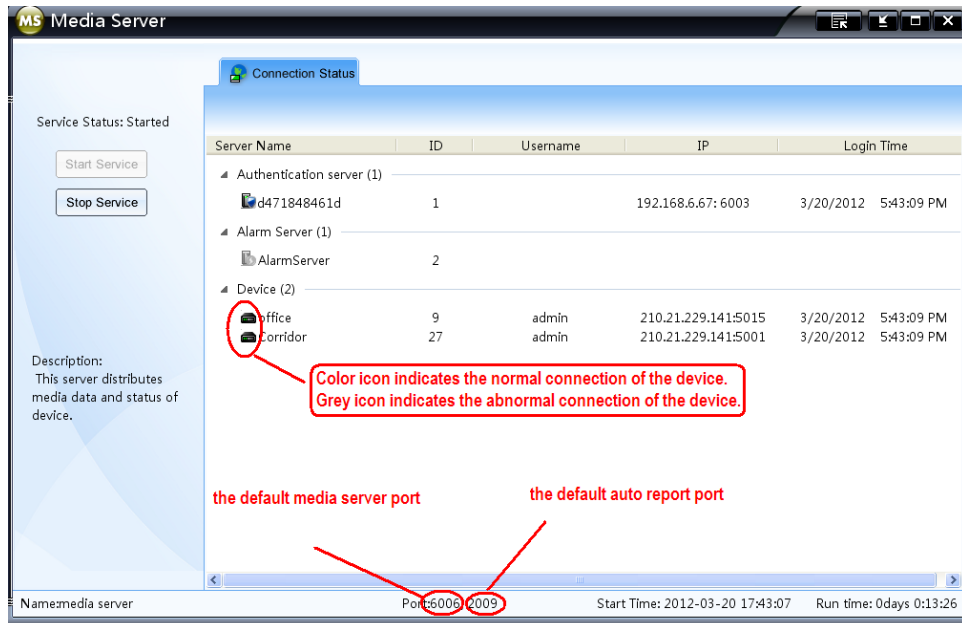 MS Media Server
Connection Status
Service Status: Started
Start Service
Stop Service
Server Name ID Username IP Login Time
Authentication server (1)
d471848461d 1 192.168.6.67: 6003 3/20/2012 5:43:09 PM
Alarm Server (1)
AlarmServer 2
Device (2)
office 9 admin 210.21.229.141:5015 3/20/2012 5:43:09 PM
Corridor 27 admin 210.21.229.141:5001 3/20/2012 5:43:09 PM
Description:
This server distributes
media data and status of
device.
Color icon indicates the normal connection of the device.
Grey icon indicates the abnormal connection of the device.
the default media server port
the default auto report port
Name:media server Port:6006 2009 Start Time: 2012-03-20 17:43:07 Run time: 0days 0:13:26